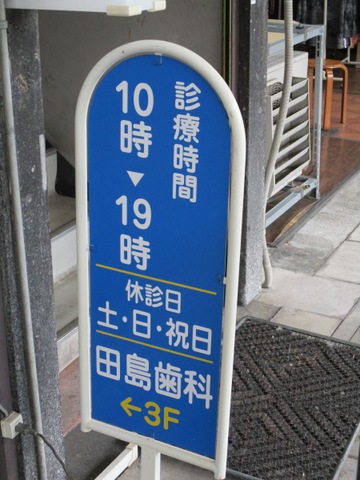 診療時間
10時
▼
19時
休診日
土・日・祝日
田島歯科
←3F